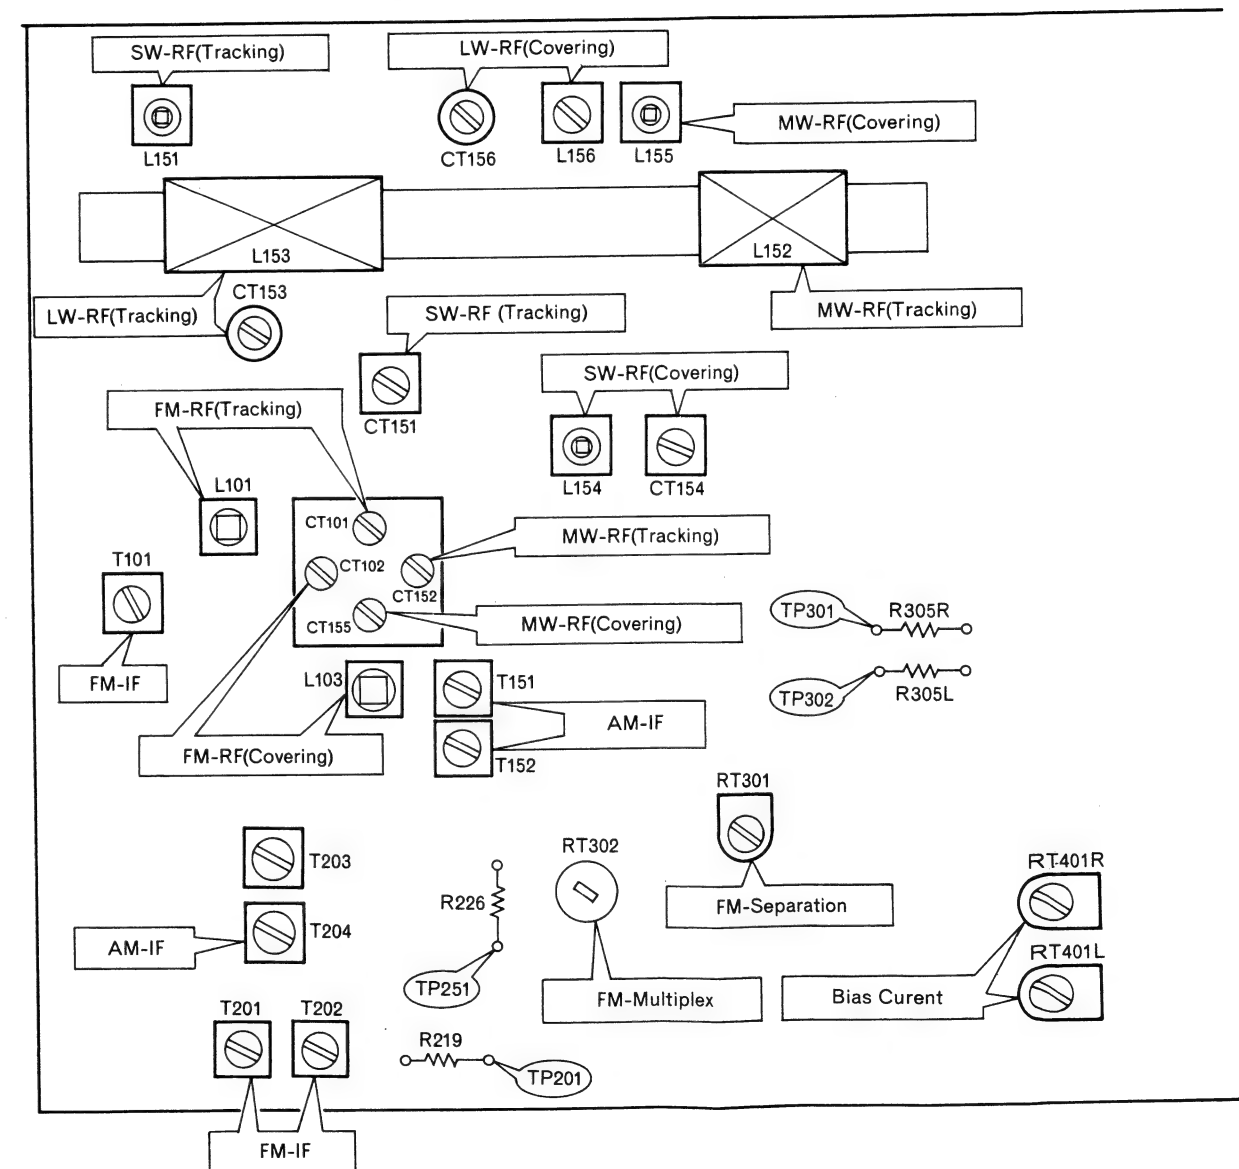 SW-RF(Tracking)
LW-RF(Covering)
MW-RF(Covering)
L151
CT156
L156
L155
L153
L152
LW-RF(Tracking)
CT153
SW-RF (Tracking)
MW-RF(Tracking)
SW-RF(Covering)
FM-RF(Tracking)
CT151
L101
L154
CT154
CT101
MW-RF(Tracking)
T101
CT102
CT152
CT155
MW-RF(Covering)
TP301
R305R
FM-IF
L103
T151
TP302
R305L
AM-IF
FM-RF(Covering)
T152
RT301
T203
RT302
RT401R
R226
FM-Separation
AM-IF
T204
RT401L
TP251
FM-Multiplex
Bias Curent
T201
T202
R219
TP201
FM-IF